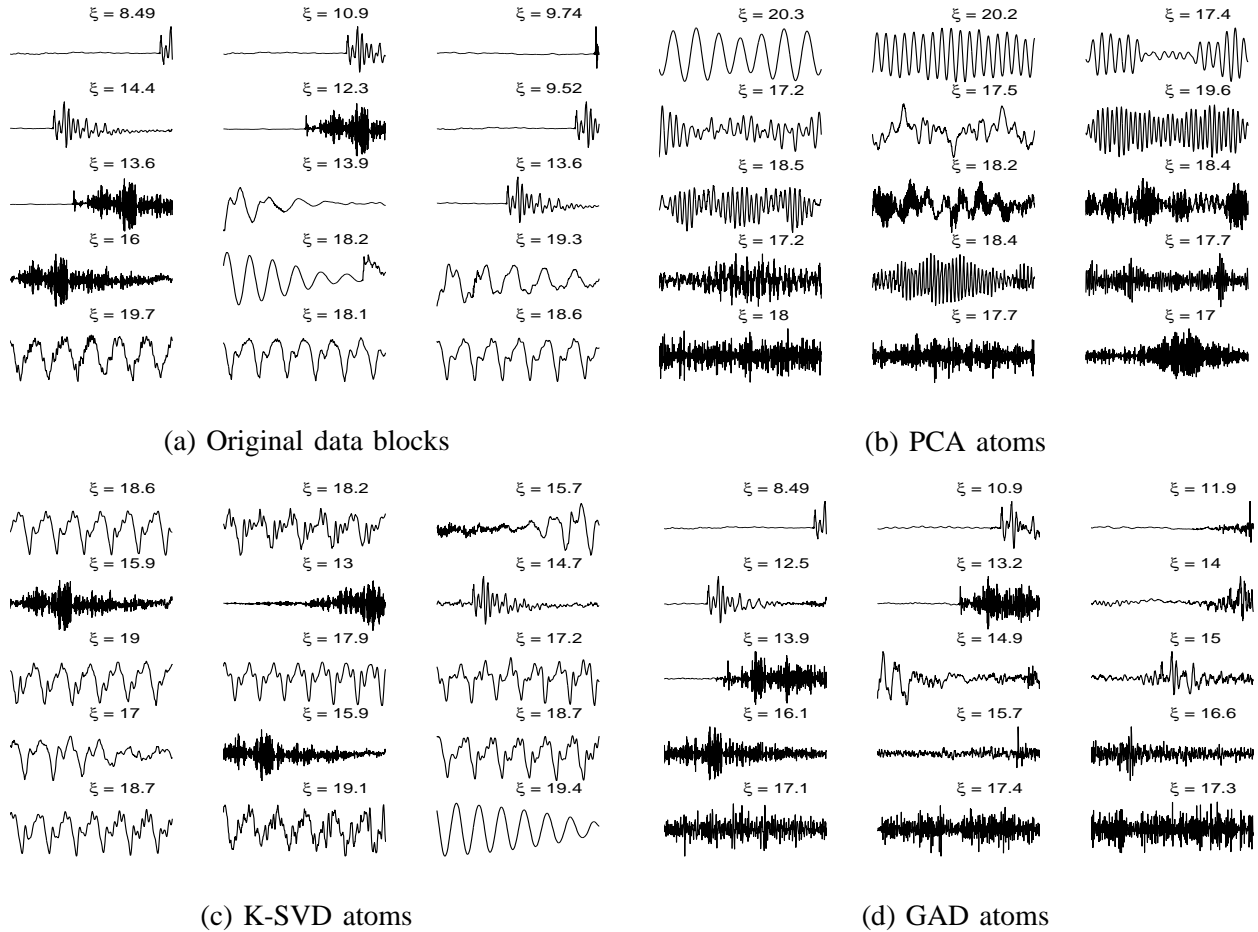 ξ = 8.49 ξ = 10.9 ξ = 9.74
ξ = 14.4 ξ = 12.3 ξ = 9.52
ξ = 13.6 ξ = 13.9 ξ = 13.6
ξ = 16 ξ = 18.2 ξ = 19.3
ξ = 19.7 ξ = 18.1 ξ = 18.6
(a) Original data blocks
ξ = 20.3 ξ = 20.2 ξ = 17.4
ξ = 17.2 ξ = 17.5 ξ = 19.6
ξ = 18.5 ξ = 18.2 ξ = 18.4
ξ = 17.2 ξ = 18.4 ξ = 17.7
ξ = 18 ξ = 17.7 ξ = 17
(b) PCA atoms
ξ = 18.6 ξ = 18.2 ξ = 15.7
ξ = 15.9 ξ = 13 ξ = 14.7
ξ = 19 ξ = 17.9 ξ = 17.2
ξ = 17 ξ = 15.9 ξ = 18.7
ξ = 18.7 ξ = 19.1 ξ = 19.4
(c) K-SVD atoms
ξ = 8.49 ξ = 10.9 ξ = 11.9
ξ = 12.5 ξ = 13.2 ξ = 14
ξ = 13.9 ξ = 14.9 ξ = 15
ξ = 16.1 ξ = 15.7 ξ = 16.6
ξ = 17.1 ξ = 17.4 ξ = 17.3
(d) GAD atoms